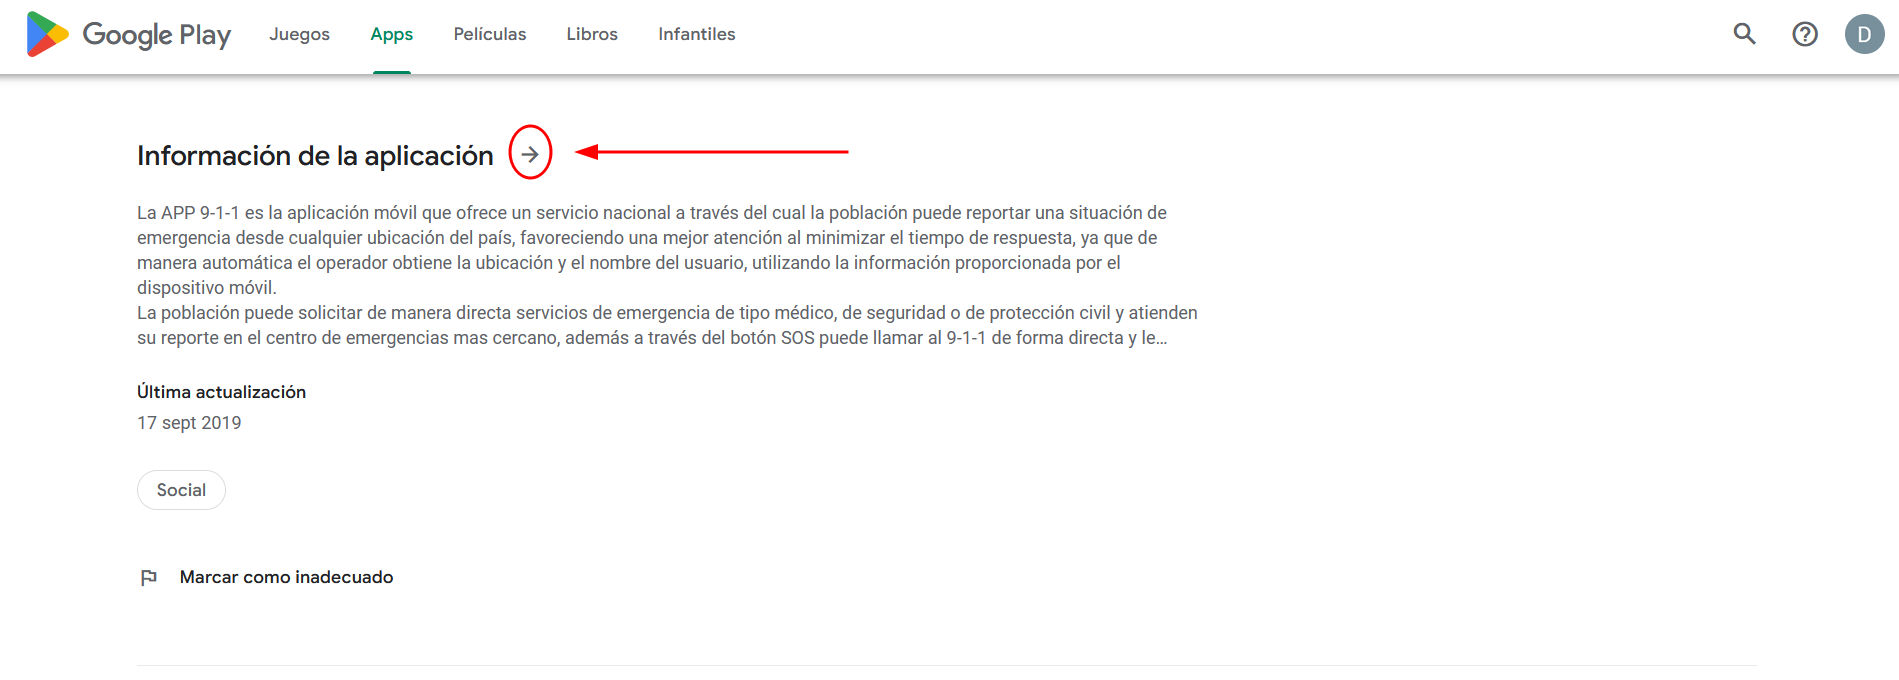 Google Play Juegos Apps Películas Libros Infantiles D
Información de la aplicación
La APP 9-1-1 es la aplicación móvil que ofrece un servicio nacional a través del cual la población puede reportar una situación de
emergencia desde cualquier ubicación del país, favoreciendo una mejor atención al minimizar el tiempo de respuesta, ya que de
manera automática el operador obtiene la ubicación y el nombre del usuario, utilizando la información proporcionada por el
dispositivo móvil.
La población puede solicitar de manera directa servicios de emergencia de tipo médico, de seguridad o de protección civil y atienden
su reporte en el centro de emergencias mas cercano, además a través del botón SOS puede llamar al 9-1-1 de forma directa y le…
Última actualización
17 sept 2019
Social
Marcar como inadecuado